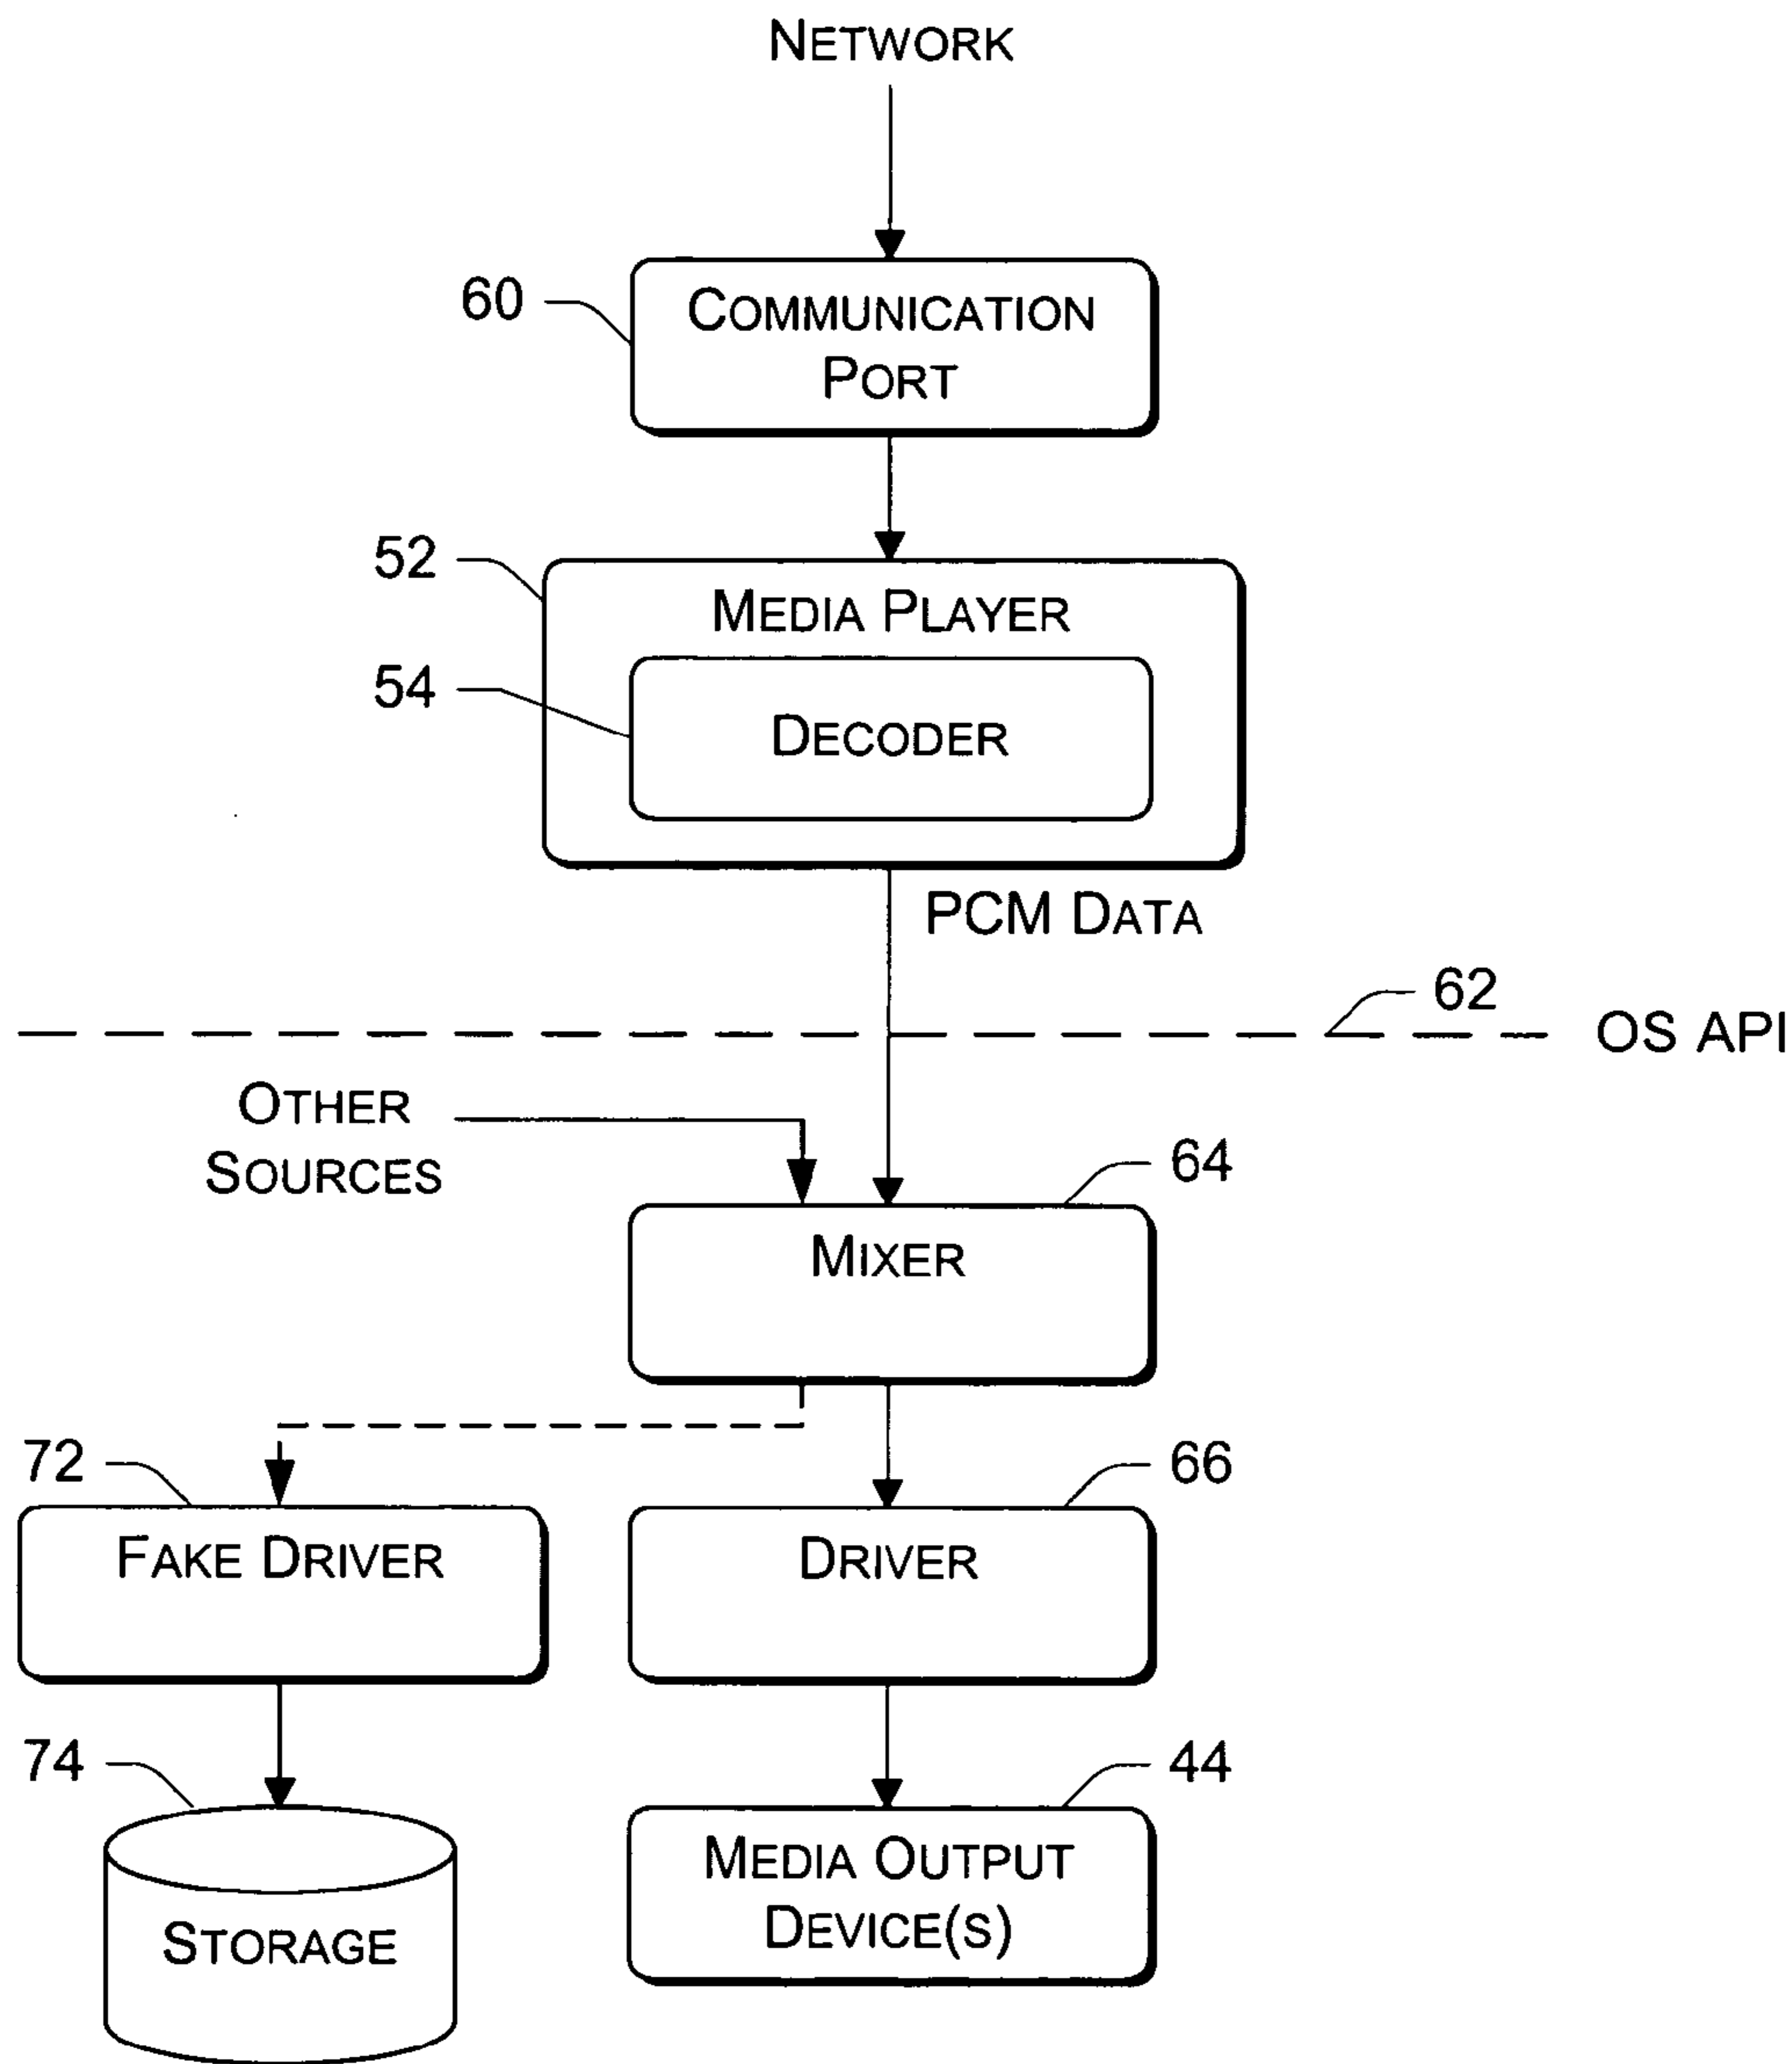 NETWORK
60
COMMUNICATION
PORT
52
MEDIA PLAYER
54
DECODER
PCM DATA
62
OS API
OTHER
SOURCES
64
MIXER
72
66
FAKE DRIVER
DRIVER
74
44
MEDIA OUTPUT
DEVICE(S)
STORAGE